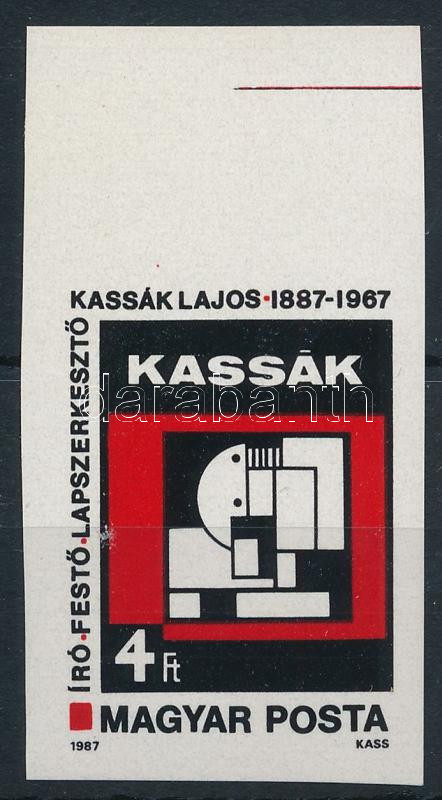 KASSÁK LAJOS·1887-1967
ÍRÓ·FESTŐ·LAPSZERKESZTŐ
KASSÁK
darabanth
4 Ft
MAGYAR POSTA
1987
KASS